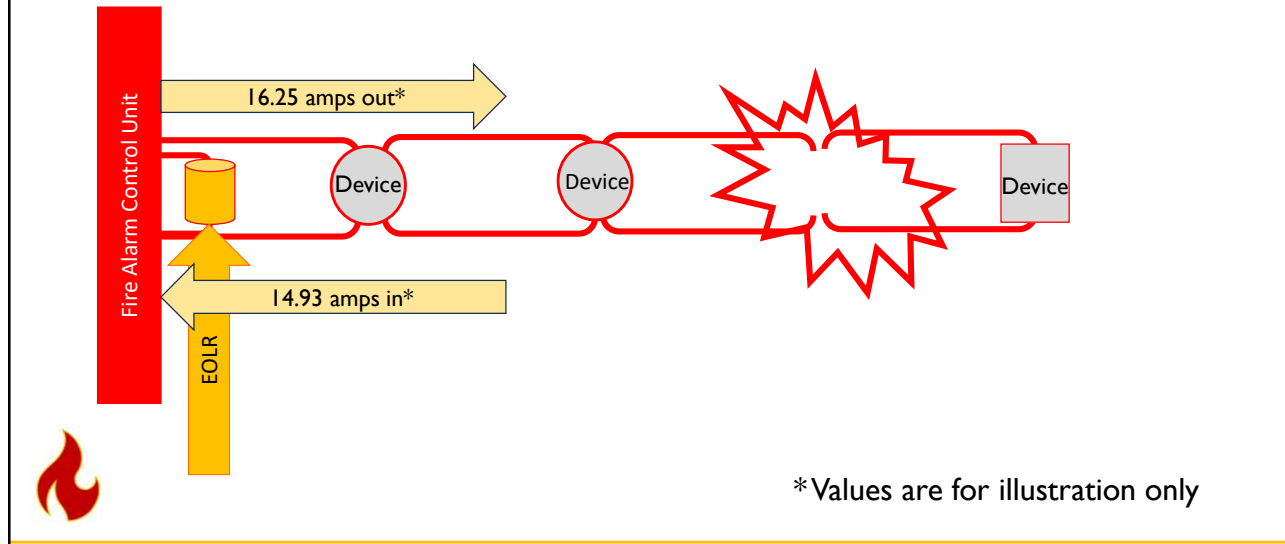 Fire Alarm Control Unit
16.25 amps out*
Device
Device
Device
14.93 amps in*
EOLR
*Values are for illustration only